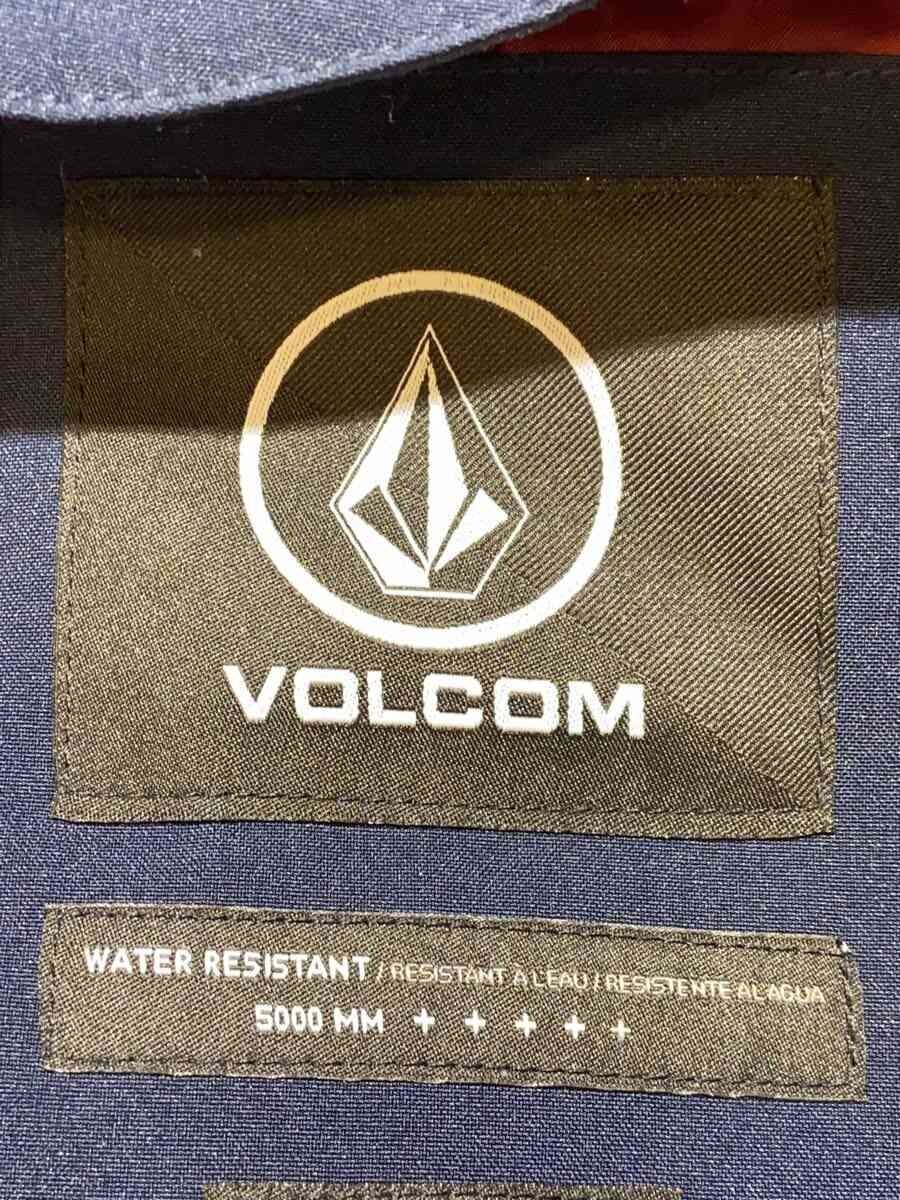 VOLCOM
WATER RESISTANT / RESISTANT À L'EAU / RESISTENTE AL AGUA
5000 MM + + + + +